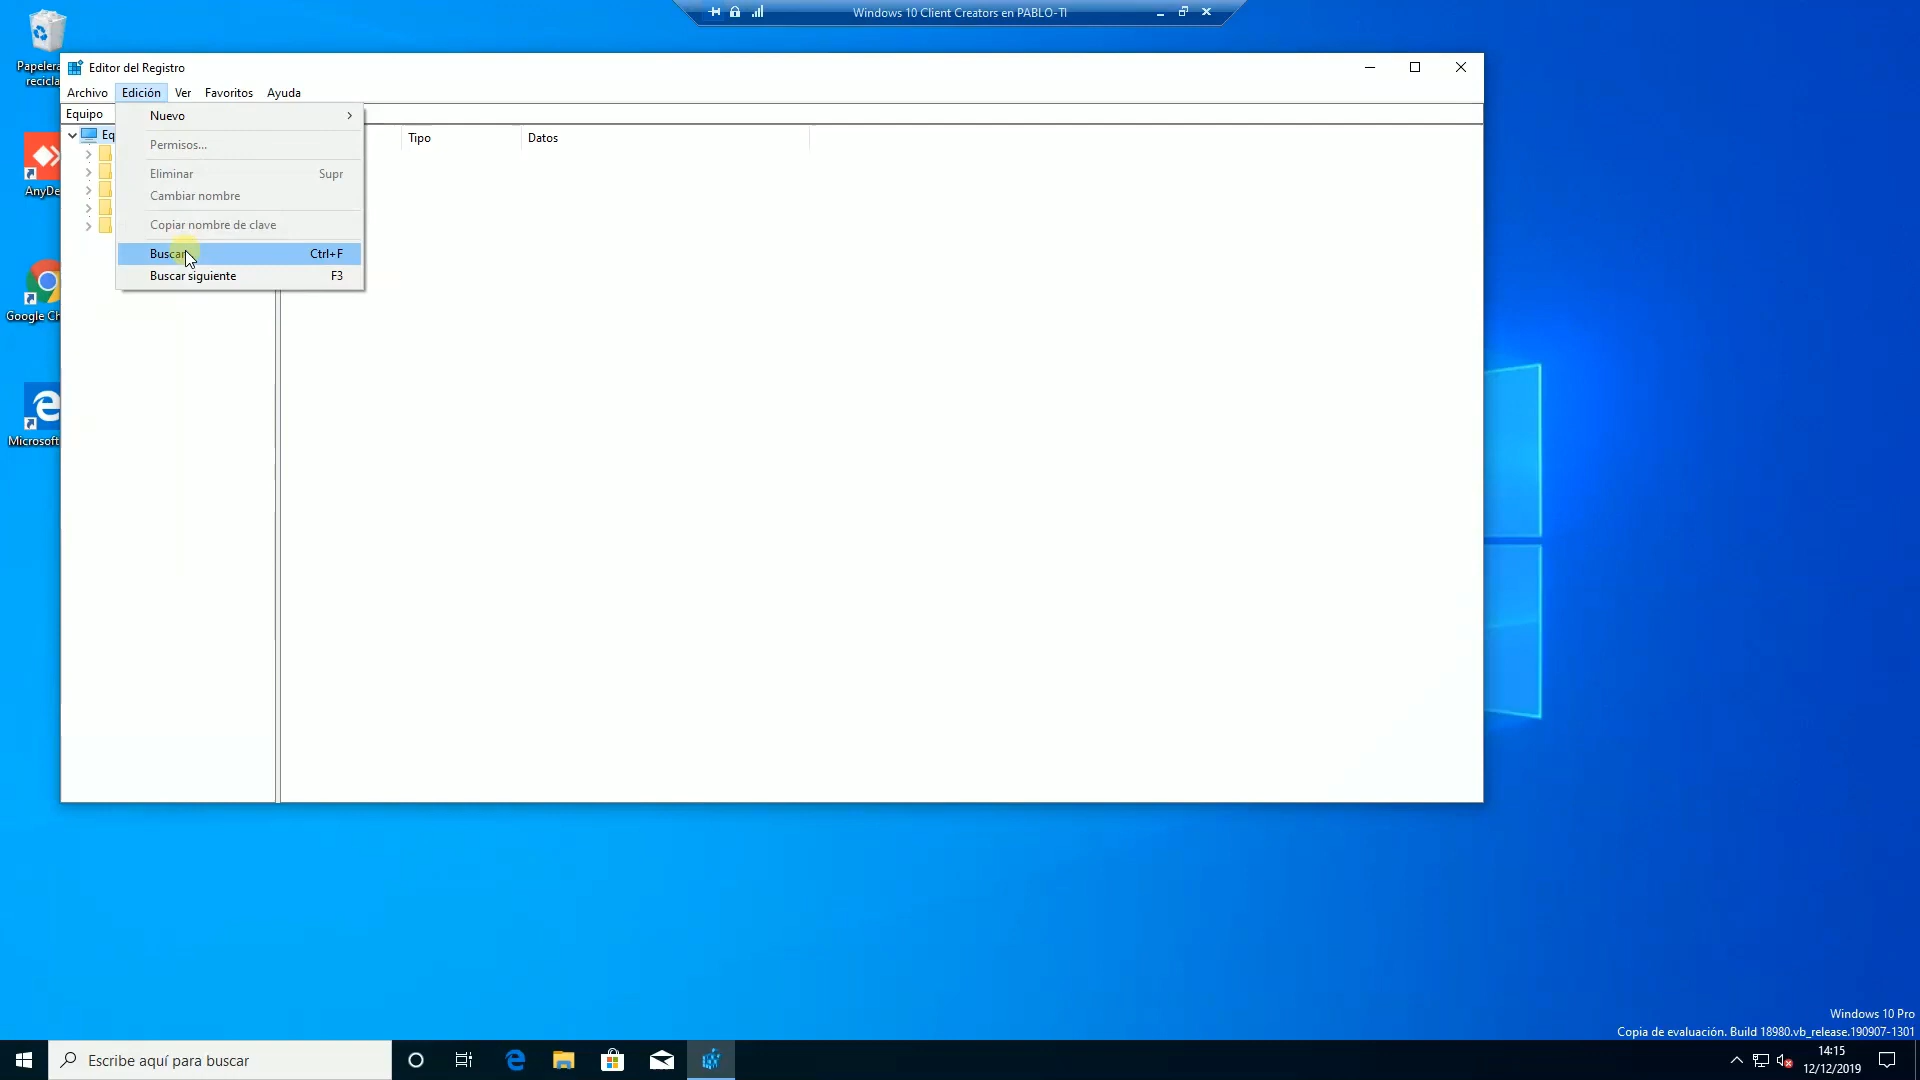 Windows 10 Client Creators en PABLO-TI
Papelera
recicla
Editor del Registro
Archivo Edición Ver Favoritos Ayuda
Equipo
Eq
Nuevo
Tipo Datos
Permisos...
Eliminar Supr
Cambiar nombre
Copiar nombre de clave
Buscar Ctrl+F
Buscar siguiente F3
AnyDe
Google Ch
Microsoft
Windows 10 Pro
Copia de evaluación. Build 18980.vb_release.190907-1301
Escribe aquí para buscar
14:15
12/12/2019